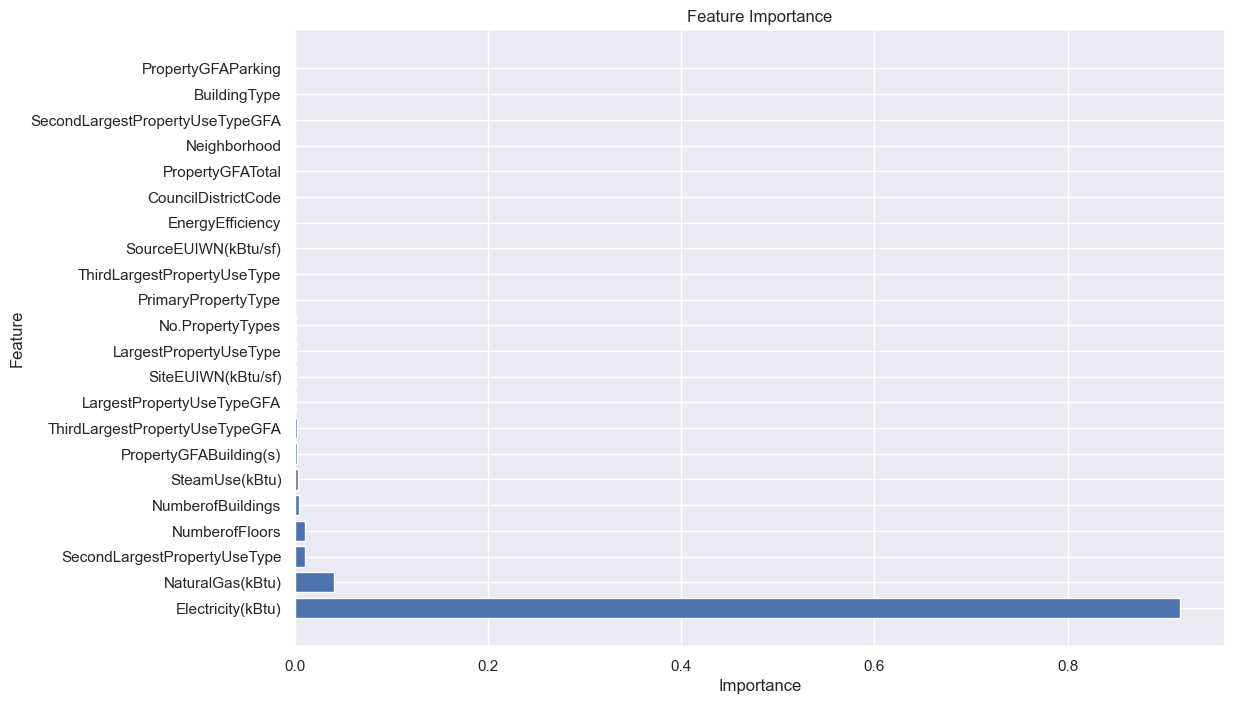 Feature Importance
PropertyGFAParking
BuildingType
SecondLargestPropertyUseTypeGFA
Neighborhood
PropertyGFATotal
CouncilDistrictCode
EnergyEfficiency
SourceEUIWN(kBtu/sf)
ThirdLargestPropertyUseType
PrimaryPropertyType
No.PropertyTypes
LargestPropertyUseType
SiteEUIWN(kBtu/sf)
LargestPropertyUseTypeGFA
ThirdLargestPropertyUseTypeGFA
PropertyGFABuilding(s)
SteamUse(kBtu)
NumberofBuildings
NumberofFloors
SecondLargestPropertyUseType
NaturalGas(kBtu)
Electricity(kBtu)
Feature
0.0 0.2 0.4 0.6 0.8
Importance